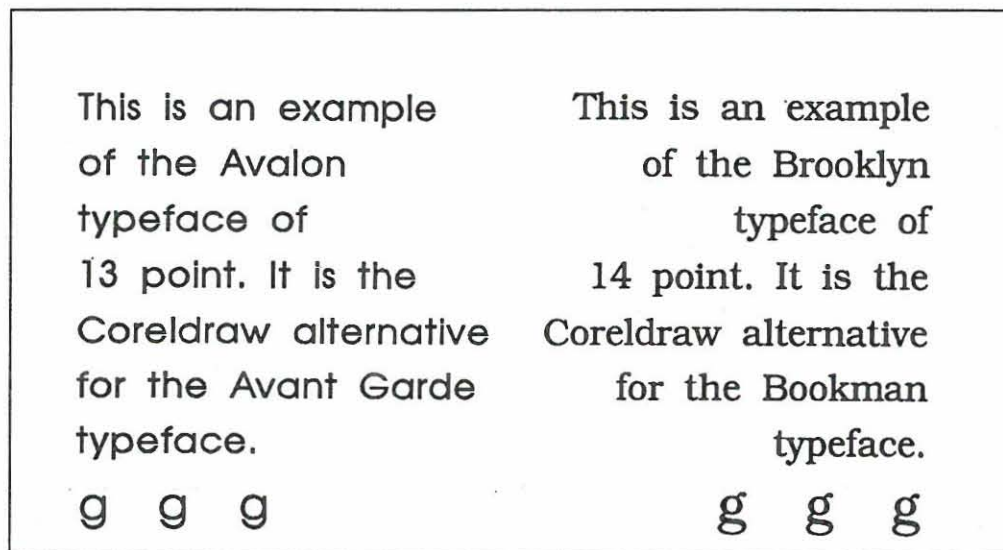 This is an example
of the Avalon
typeface of
13 point. It is the
Coreldraw alternative
for the Avant Garde
typeface.
g g g
This is an example
of the Brooklyn
typeface of
14 point. It is the
Coreldraw alternative
for the Bookman
typeface.
g g g